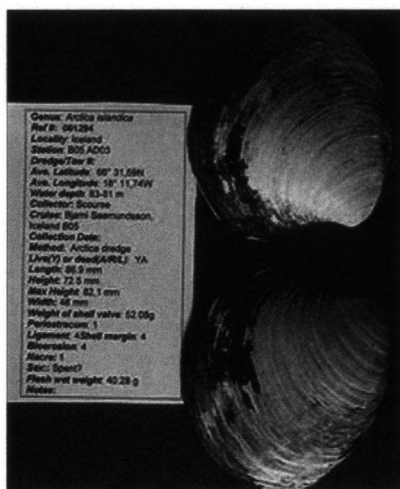 Genus: Arctica islandica
Ref #: 061294
Locality: Iceland
Station: B05 AD03
Dredge/Tow #:
Ave. Latitude: 66° 31,59N
Ave. Longitude: 18° 11,74W
Water depth: 83-81 m
Collector: Scourse
Cruise: Bjarni Saemundsson,
Iceland B05
Collection Date:
Method: Arctica dredge
Live(Y) or dead(A/R/L): YA
Length: 86.9 mm
Height: 72.5 mm
Max Height: 82.1 mm
Width: 46 mm
Weight of shell valve: 52.08g
Periostracum: 1
Ligament: 4 Shell margin: 4
Bioerosion: 4
Nacre: 1
Sex:: Spent?
Flesh wet weight: 40.28 g
Notes: